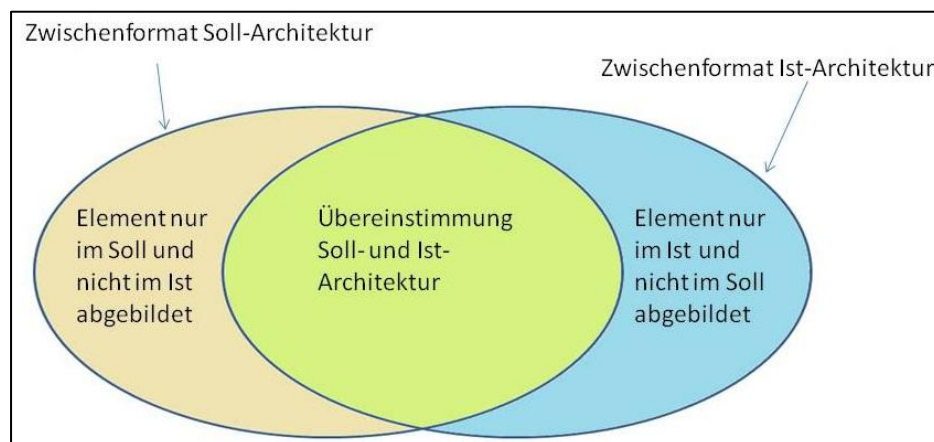 Zwischenformat Soll-Architektur
Zwischenformat Ist-Architektur
Element nur
im Soll und
nicht im Ist
abgebildet
Übereinstimmung
Soll- und Ist-
Architektur
Element nur
im Ist und
nicht im Soll
abgebildet